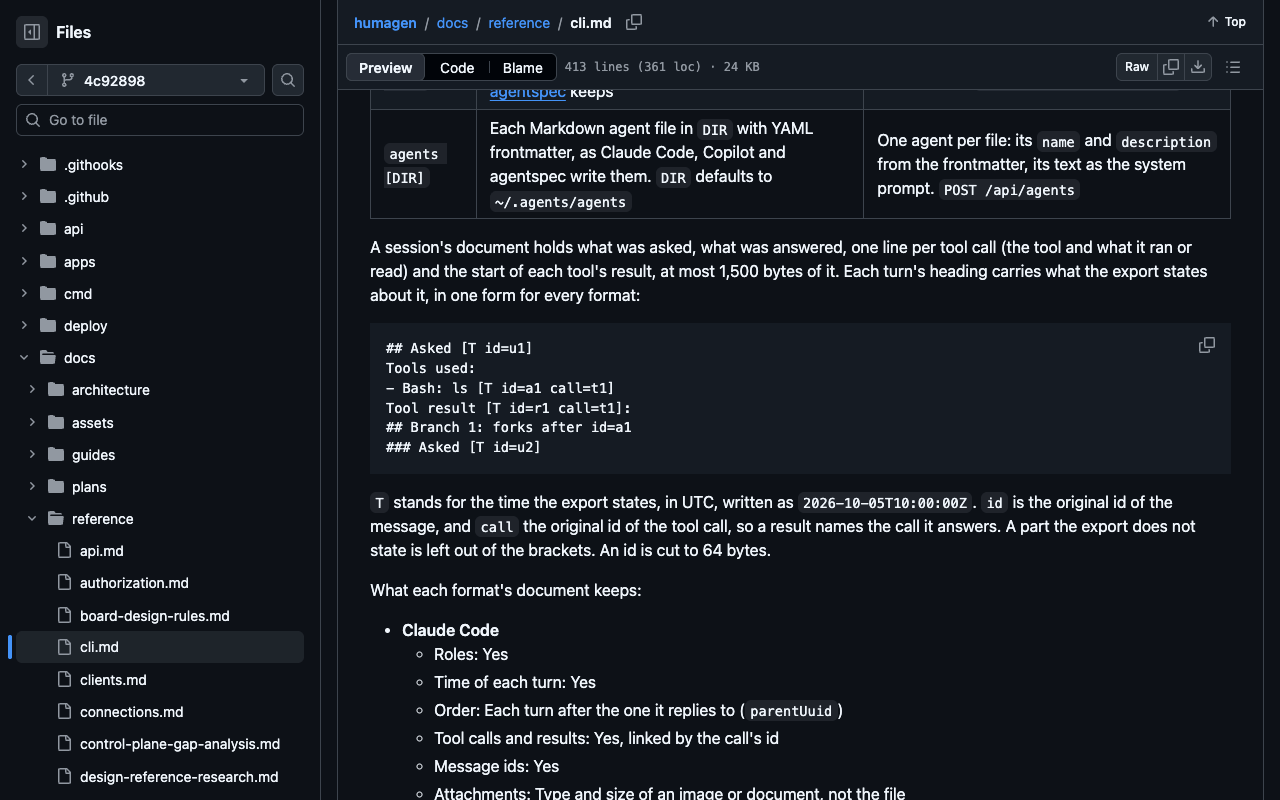 Files
4c92898
Go to file
.githooks
.github
api
apps
cmd
deploy
docs
architecture
assets
guides
plans
reference
api.md
authorization.md
board-design-rules.md
cli.md
clients.md
connections.md
control-plane-gap-analysis.md
design-reference-research.md
humagen / docs / reference / cli.md
Top
Preview Code Blame 413 lines (361 loc) · 24 KB
Raw
agentspec keeps
agents [DIR]
Each Markdown agent file in DIR with YAML
frontmatter, as Claude Code, Copilot and
agentspec write them. DIR defaults to
~/.agents/agents
One agent per file: its name and description
from the frontmatter, its text as the system
prompt. POST /api/agents
A session's document holds what was asked, what was answered, one line per tool call (the tool and what it ran or
read) and the start of each tool's result, at most 1,500 bytes of it. Each turn's heading carries what the export states
about it, in one form for every format:
## Asked [T id=u1]
Tools used:
- Bash: ls [T id=a1 call=t1]
Tool result [T id=r1 call=t1]:
## Branch 1: forks after id=a1
### Asked [T id=u2]
T stands for the time the export states, in UTC, written as 2026-10-05T10:00:00Z. id is the original id of the
message, and call the original id of the tool call, so a result names the call it answers. A part the export does not
state is left out of the brackets. An id is cut to 64 bytes.
What each format's document keeps:
• Claude Code
◦ Roles: Yes
◦ Time of each turn: Yes
◦ Order: Each turn after the one it replies to (parentUuid)
◦ Tool calls and results: Yes, linked by the call's id
◦ Message ids: Yes
◦ Attachments: Type and size of an image or document, not the file